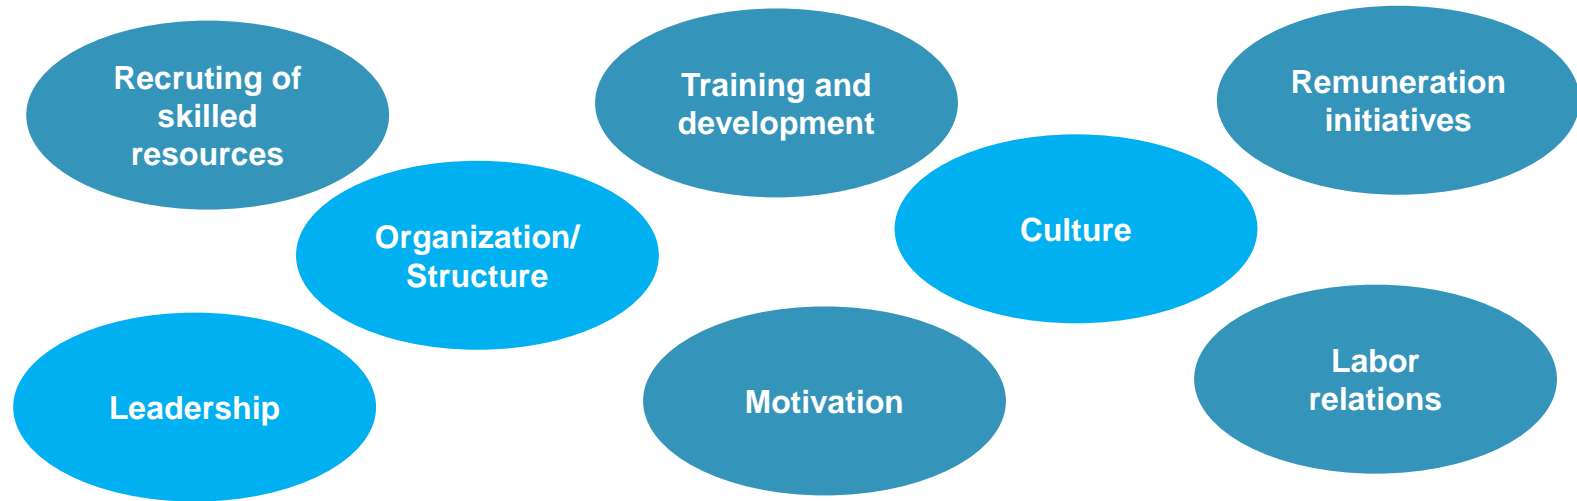 Recruting of
skilled
resources
Training and
development
Remuneration
initiatives
Organization/
Structure
Culture
Leadership
Motivation
Labor
relations